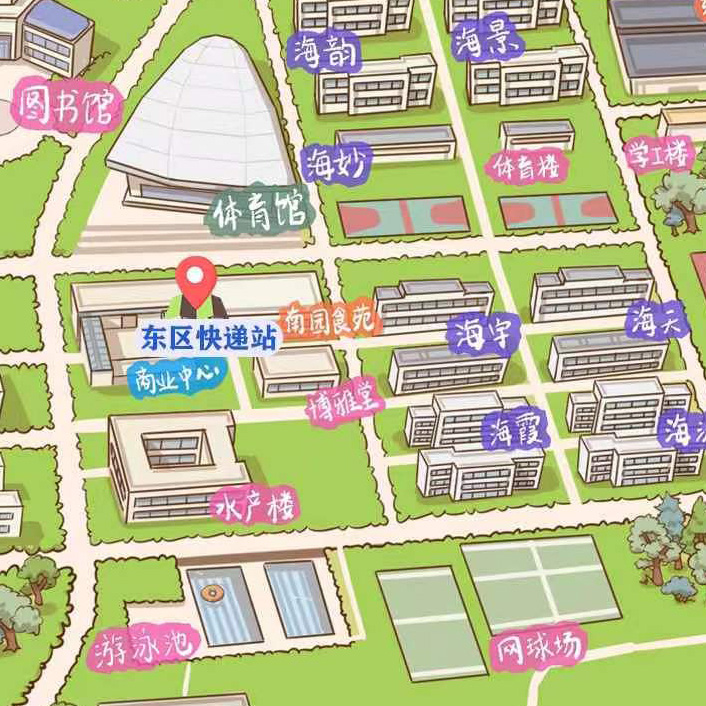 海韵
海景
图书馆
海妙
体育楼
学工楼
体育馆
东区快递站
南园食苑
海宇
海天
商业中心
博雅堂
海霞
海
水产楼
游泳池
网球场